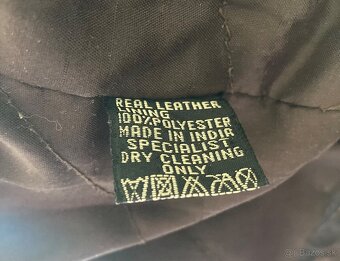 REAL LEATHER
LINING
100% POLYESTER
MADE IN INDIA
SPECIALIST
DRY CLEANING
ONLY